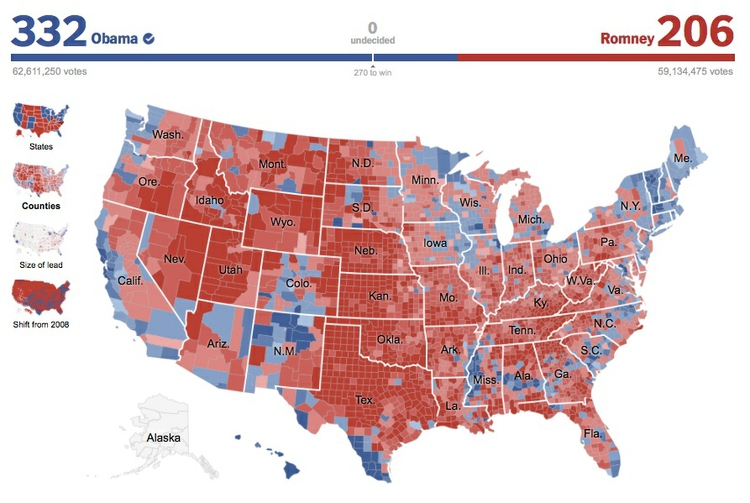 332 Obama
0
undecided
Romney 206
62,611,250 votes
270 to win
59,134,475 votes
States
Counties
Size of lead
Shift from 2008
Wash.
Ore.
Idaho
Mont.
N.D.
Minn.
Wis.
Mich.
N.Y.
Me.
S.D.
Wyo.
Iowa
Neb.
Nev.
Utah
Colo.
Calif.
Kan.
Mo.
Ill.
Ind.
Ohio
Pa.
W.Va.
Va.
Ky.
N.C.
Tenn.
S.C.
Ariz.
N.M.
Okla.
Ark.
Miss.
Ala.
Ga.
Tex.
La.
Fla.
Alaska